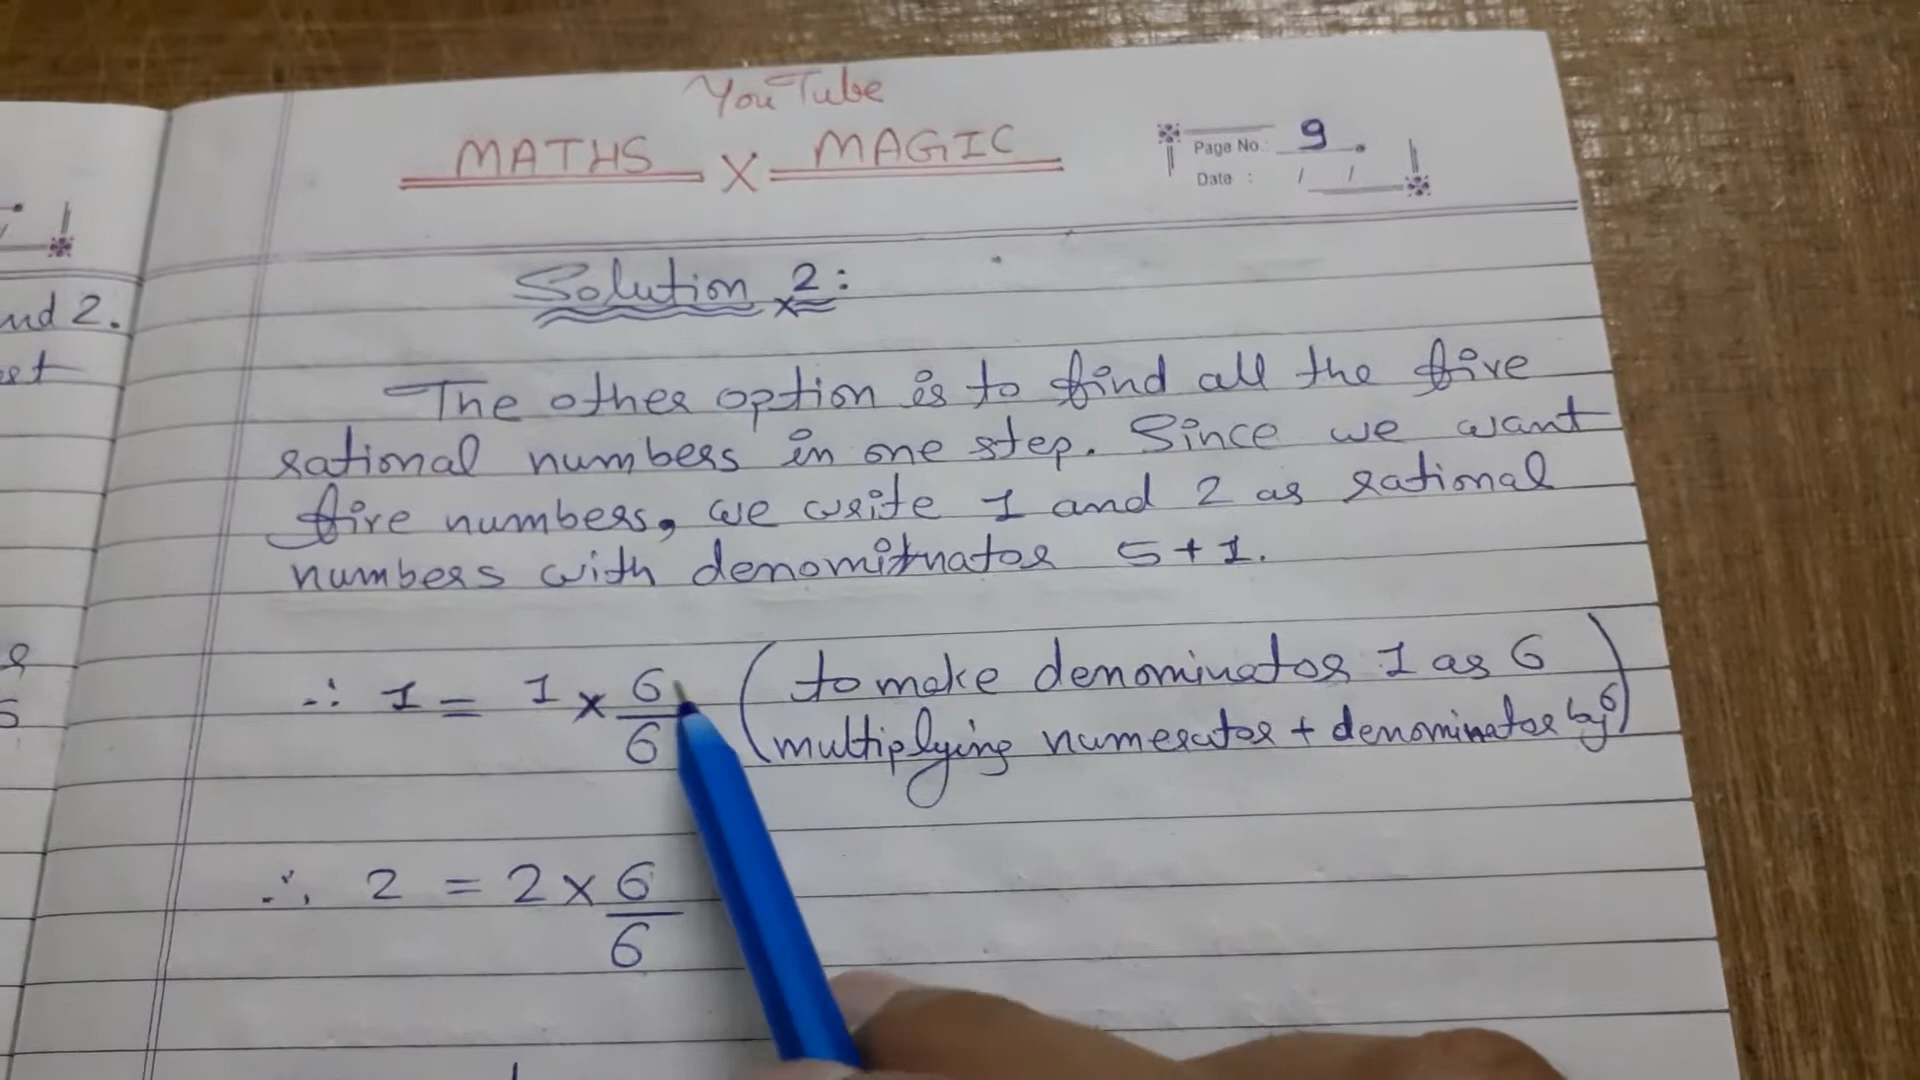 YouTube
MATHS X MAGIC
Page No.: 9.
Date : / /
nd 2.
Solution 2:
The other option is to find all the five
rational numbers in one step. Since we want
five numbers, we write 1 and 2 as rational
numbers with denominator 5+1.
∴ 1 = 1 × 6/6 (to make denominator 1 as 6
multiplying numerator + denominator by 6)
∴ 2 = 2 × 6/6